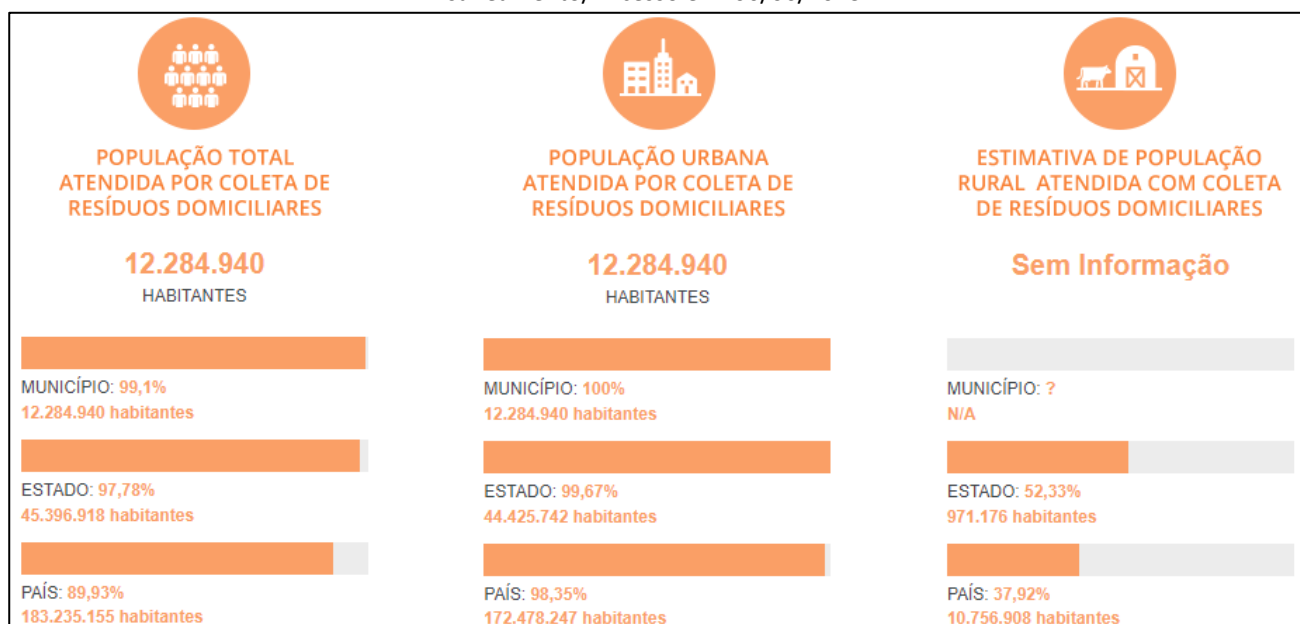 POPULAÇÃO TOTAL
ATENDIDA POR COLETA DE
RESÍDUOS DOMICILIARES
12.284.940
HABITANTES
MUNICÍPIO: 99,1%
12.284.940 habitantes
ESTADO: 97,78%
45.396.918 habitantes
PAÍS: 89,93%
183.235.155 habitantes
POPULAÇÃO URBANA
ATENDIDA POR COLETA DE
RESÍDUOS DOMICILIARES
12.284.940
HABITANTES
MUNICÍPIO: 100%
12.284.940 habitantes
ESTADO: 99,67%
44.425.742 habitantes
PAÍS: 98,35%
172.478.247 habitantes
ESTIMATIVA DE POPULAÇÃO
RURAL ATENDIDA COM COLETA
DE RESÍDUOS DOMICILIARES
Sem Informação
MUNICÍPIO: ?
N/A
ESTADO: 52,33%
971.176 habitantes
PAÍS: 37,92%
10.756.908 habitantes